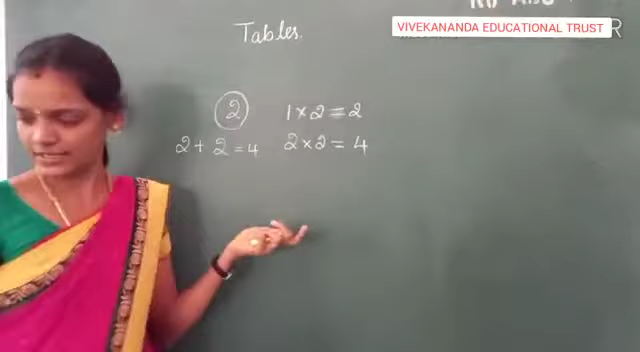 VIVEKANANDA EDUCATIONAL TRUST
Tables.
2 1×2=2
2+ 2=4 2×2=4